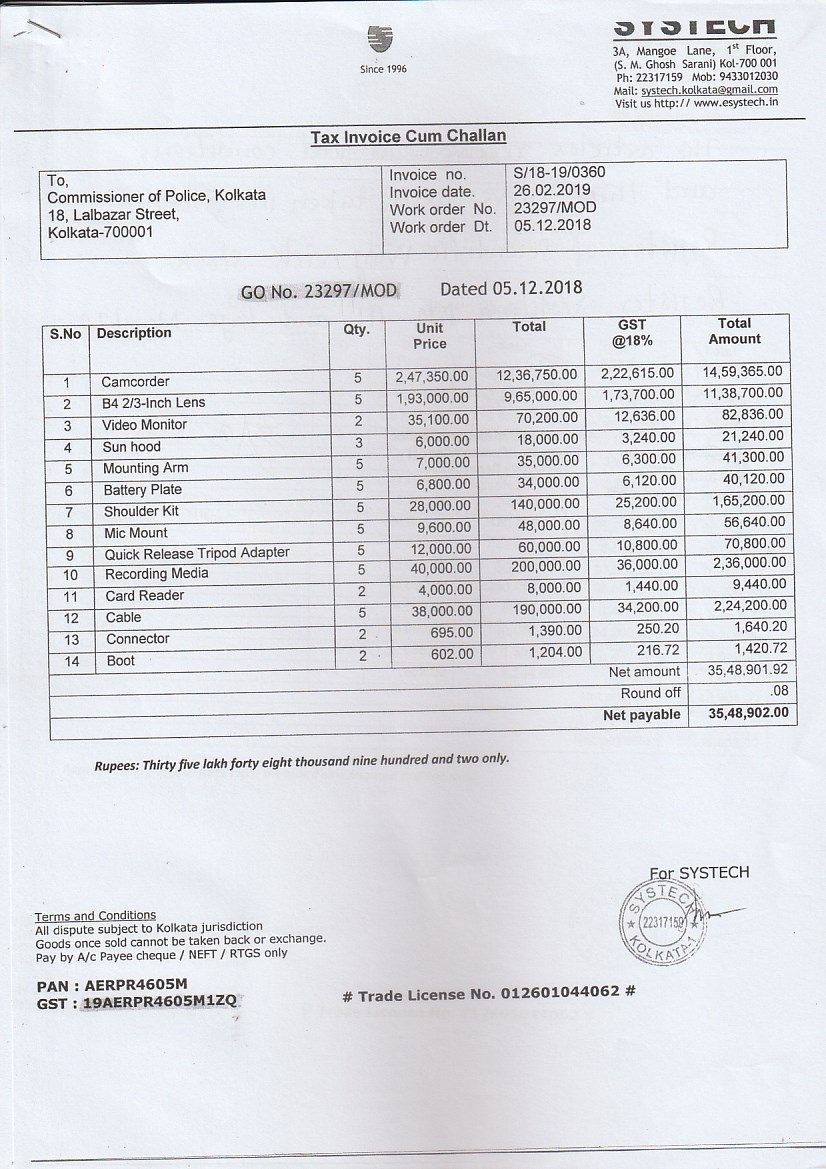 SYSTECH
Since 1996
3A, Mangoe Lane, 1st Floor,
(S. M. Ghosh Sarani) Kol-700 001
Ph: 22317159 Mob: 9433012030
Mail: systech.kolkata@gmail.com
Visit us http:// www.esystech.in
Tax Invoice Cum Challan
To,
Commissioner of Police, Kolkata
18, Lalbazar Street,
Kolkata-700001
Invoice no. S/18-19/0360
Invoice date. 26.02.2019
Work order No. 23297/MOD
Work order Dt. 05.12.2018
GO No. 23297/MOD Dated 05.12.2018
S.No Description Qty. Unit Price Total GST @18% Total Amount
1 Camcorder 5 2,47,350.00 12,36,750.00 2,22,615.00 14,59,365.00
2 B4 2/3-Inch Lens 5 1,93,000.00 9,65,000.00 1,73,700.00 11,38,700.00
3 Video Monitor 2 35,100.00 70,200.00 12,636.00 82,836.00
4 Sun hood 3 6,000.00 18,000.00 3,240.00 21,240.00
5 Mounting Arm 5 7,000.00 35,000.00 6,300.00 41,300.00
6 Battery Plate 5 6,800.00 34,000.00 6,120.00 40,120.00
7 Shoulder Kit 5 28,000.00 140,000.00 25,200.00 1,65,200.00
8 Mic Mount 5 9,600.00 48,000.00 8,640.00 56,640.00
9 Quick Release Tripod Adapter 5 12,000.00 60,000.00 10,800.00 70,800.00
10 Recording Media 5 40,000.00 200,000.00 36,000.00 2,36,000.00
11 Card Reader 2 4,000.00 8,000.00 1,440.00 9,440.00
12 Cable 5 38,000.00 190,000.00 34,200.00 2,24,200.00
13 Connector 2 695.00 1,390.00 250.20 1,640.20
14 Boot 2 602.00 1,204.00 216.72 1,420.72
Net amount 35,48,901.92
Round off .08
Net payable 35,48,902.00
Rupees: Thirty five lakh forty eight thousand nine hundred and two only.
For SYSTECH
SYSTECH
22317159
KOLKATA-1
Terms and Conditions
All dispute subject to Kolkata jurisdiction
Goods once sold cannot be taken back or exchange.
Pay by A/c Payee cheque / NEFT / RTGS only
PAN : AERPR4605M
GST : 19AERPR4605M1ZQ
# Trade License No. 012601044062 #